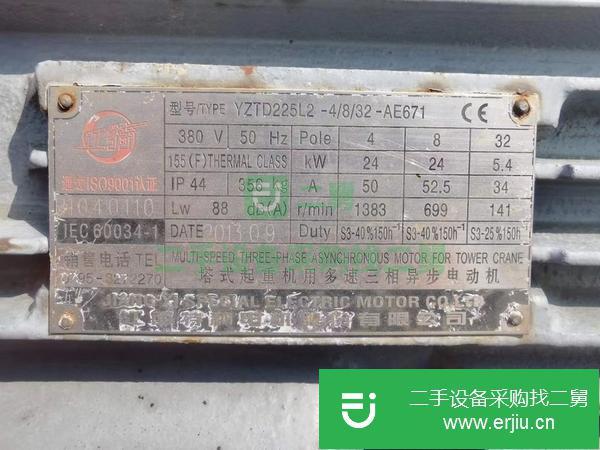 型号/TYPE YZTD225L2 -4/8/32-AE671 CE
380 V 50 Hz Pole 4 8 32
155(F)THERMAL CLASS kW 24 24 5.4
通过ISO9001认证 IP 44 356 kg A 50 52.5 34
1040110 Lw 88 dB(A) r/min 1383 699 141
IEC 60034-1 DATE 2013.09 Duty S3-40%150h⁻¹ S3-40%150h⁻¹ S3-25%150h⁻¹
销售电话 TEL MULTI-SPEED THREE-PHASE ASYNCHRONOUS MOTOR FOR TOWER CRANE
塔式起重机用多速三相异步电动机
SPECIAL ELECTRIC MOTOR CO.LTD
有限公司
二手设备采购找二舅
www.erjiu.cn